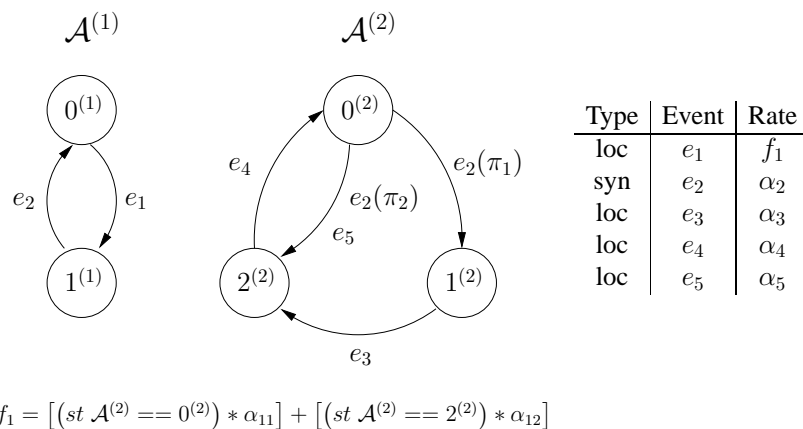 𝒜^(1)
𝒜^(2)
0^(1)
e_2
e_1
1^(1)
0^(2)
e_4
e_2(π_1)
e_2(π_2)
e_5
2^(2)
1^(2)
e_3
Type Event Rate
loc e_1 f_1
syn e_2 α_2
loc e_3 α_3
loc e_4 α_4
loc e_5 α_5
f_1 = [(st 𝒜^(2) == 0^(2)) * α_11] + [(st 𝒜^(2) == 2^(2)) * α_12]